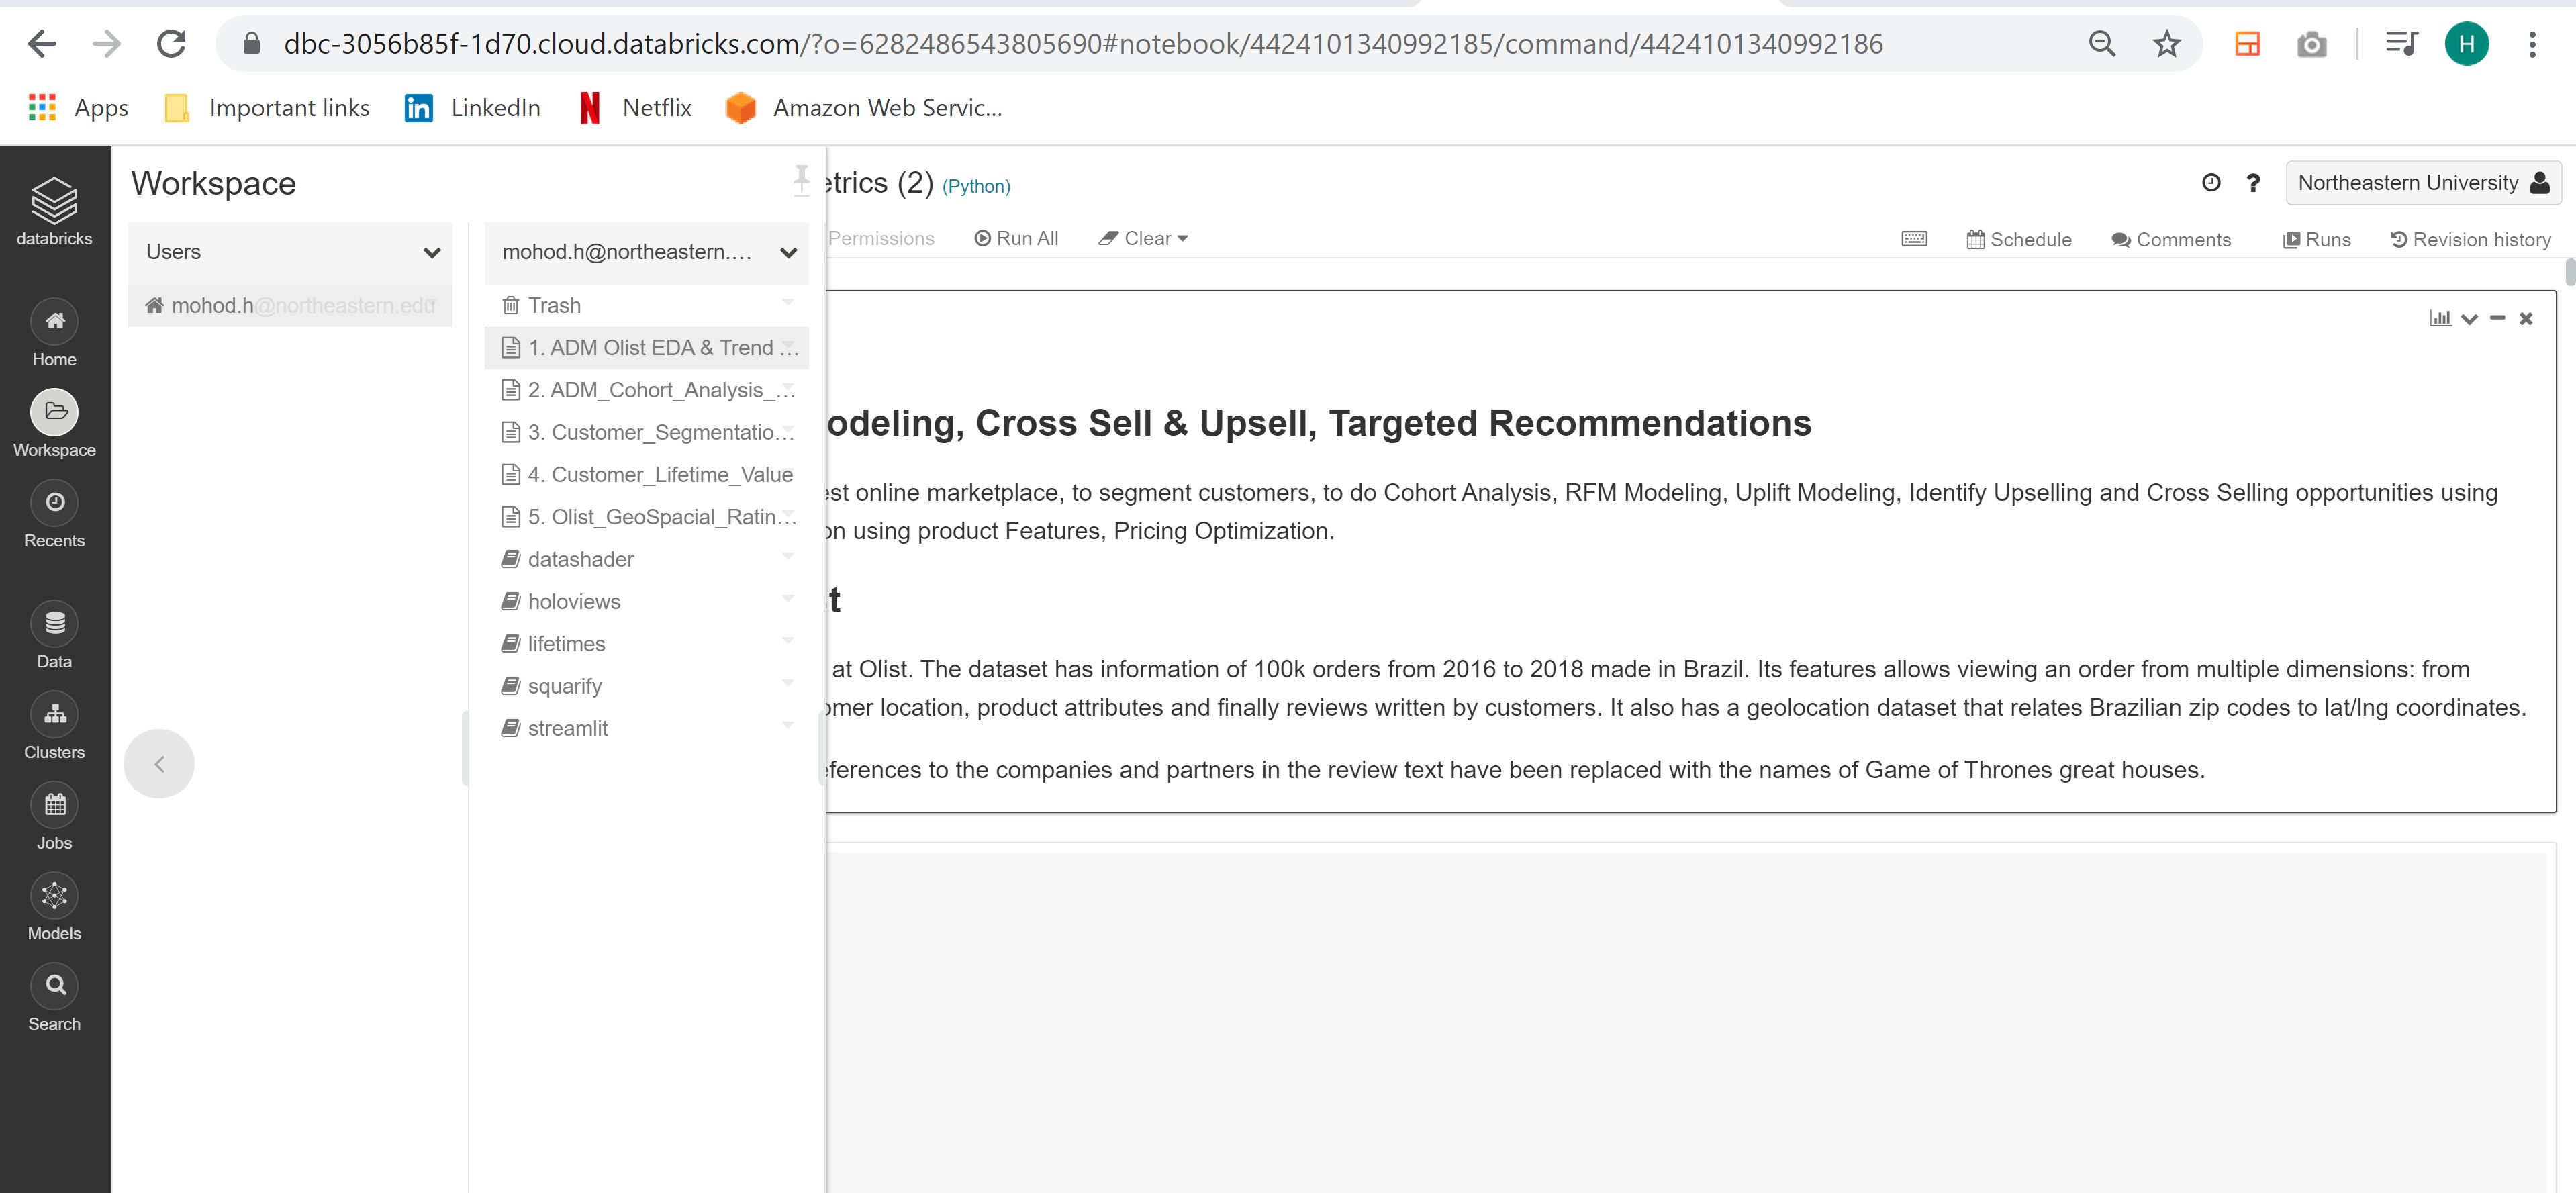 dbc-3056b85f-1d70.cloud.databricks.com/?o=6282486543805690#notebook/4424101340992185/command/4424101340992186
H
Apps
Important links
LinkedIn
Netflix
Amazon Web Servic...
databricks
Home
Workspace
Recents
Data
Clusters
Jobs
Models
Search
Workspace
Users
mohod.h@northeastern.edu
mohod.h@northeastern....
Trash
1. ADM Olist EDA & Trend ...
2. ADM_Cohort_Analysis_...
3. Customer_Segmentatio...
4. Customer_Lifetime_Value
5. Olist_GeoSpacial_Ratin...
datashader
holoviews
lifetimes
squarify
streamlit
etrics (2) (Python)
?
Northeastern University
Permissions
Run All
Clear
Schedule
Comments
Runs
Revision history
odeling, Cross Sell & Upsell, Targeted Recommendations
est online marketplace, to segment customers, to do Cohort Analysis, RFM Modeling, Uplift Modeling, Identify Upselling and Cross Selling opportunities using
on using product Features, Pricing Optimization.
st
at Olist. The dataset has information of 100k orders from 2016 to 2018 made in Brazil. Its features allows viewing an order from multiple dimensions: from
omer location, product attributes and finally reviews written by customers. It also has a geolocation dataset that relates Brazilian zip codes to lat/lng coordinates.
eferences to the companies and partners in the review text have been replaced with the names of Game of Thrones great houses.